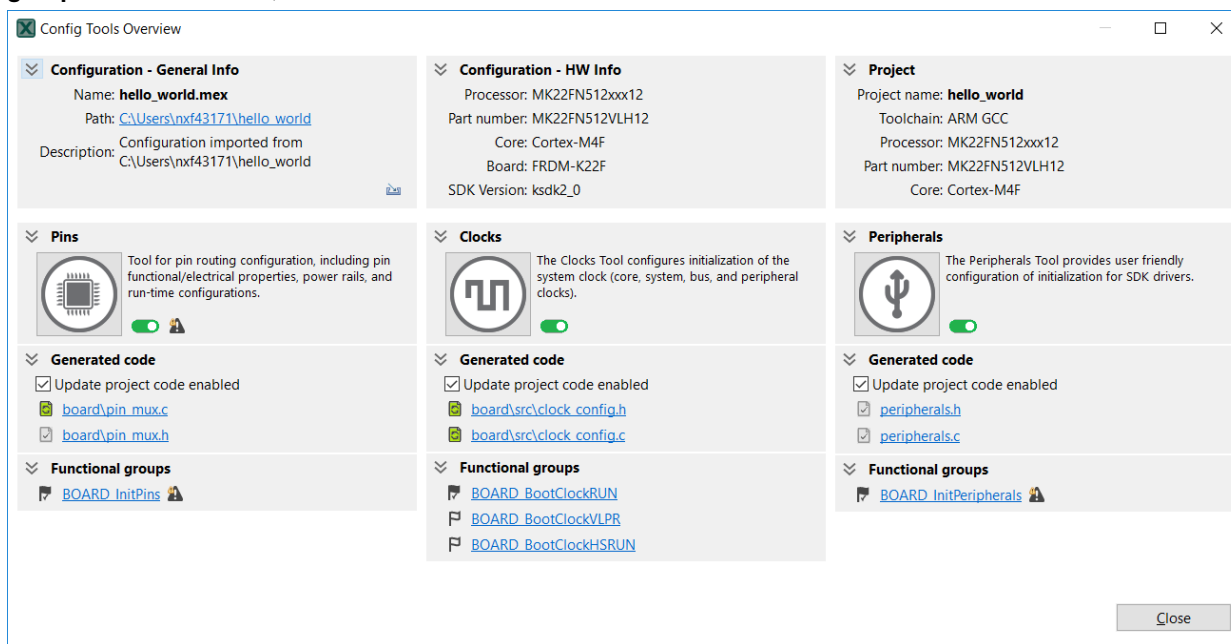 Config Tools Overview
Configuration - General Info
Name: hello_world.mex
Path: C:\Users\nxf43171\hello_world
Description: Configuration imported from
C:\Users\nxf43171\hello_world
Configuration - HW Info
Processor: MK22FN512xxx12
Part number: MK22FN512VLH12
Core: Cortex-M4F
Board: FRDM-K22F
SDK Version: ksdk2_0
Project
Project name: hello_world
Toolchain: ARM GCC
Processor: MK22FN512xxx12
Part number: MK22FN512VLH12
Core: Cortex-M4F
Pins
Tool for pin routing configuration, including pin
functional/electrical properties, power rails, and
run-time configurations.
Generated code
Update project code enabled
board\pin_mux.c
board\pin_mux.h
Functional groups
BOARD_InitPins
Clocks
The Clocks Tool configures initialization of the
system clock (core, system, bus, and peripheral
clocks).
Generated code
Update project code enabled
board\src\clock_config.h
board\src\clock_config.c
Functional groups
BOARD_BootClockRUN
BOARD_BootClockVLPR
BOARD_BootClockHSRUN
Peripherals
The Peripherals Tool provides user friendly
configuration of initialization for SDK drivers.
Generated code
Update project code enabled
peripherals.h
peripherals.c
Functional groups
BOARD_InitPeripherals
Close